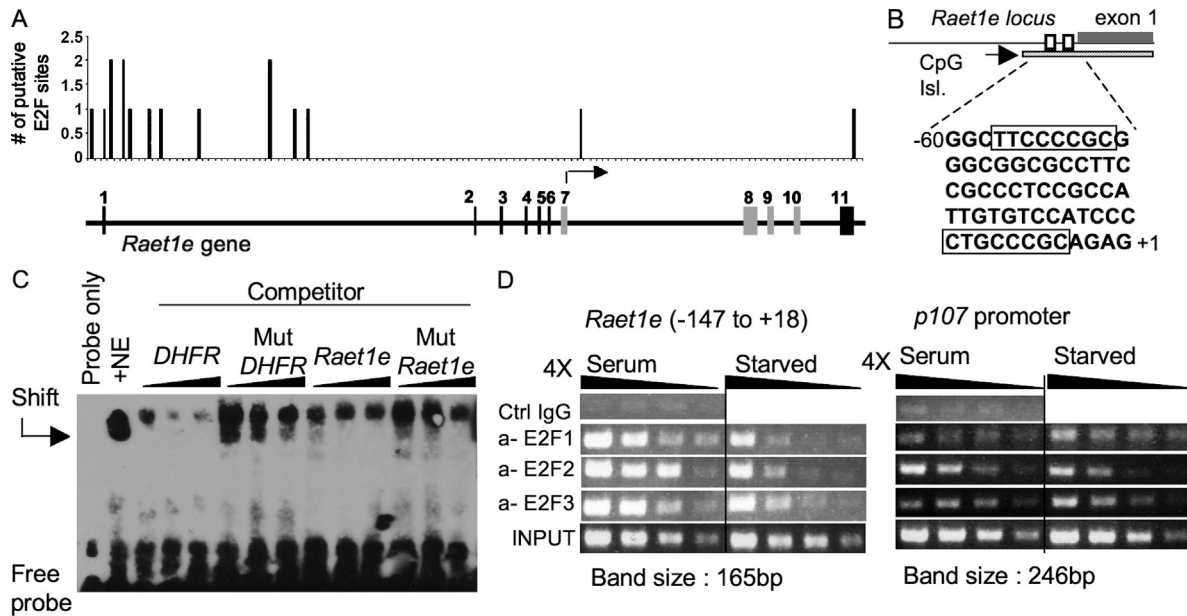 A
# of putative
E2F sites
2.5
2
1.5
1
0.5
0
1 2 3 4 5 6 7 8 9 10 11
Raet1e gene
B
Raet1e locus exon 1
CpG
Isl.
-60 GGCTTCCCCGCG
GGCGGCGCCTTC
CGCCCTCCGCCA
TTGTGTCCATCCC
CTGCCCGCAGAG +1
C
Probe only
+NE
Competitor
DHFR
Mut
DHFR
Raet1e
Mut
Raet1e
Shift
Free
probe
D
Raet1e (-147 to +18)
4X Serum Starved
Ctrl IgG
a- E2F1
a- E2F2
a- E2F3
INPUT
Band size : 165bp
p107 promoter
4X Serum Starved
Band size : 246bp